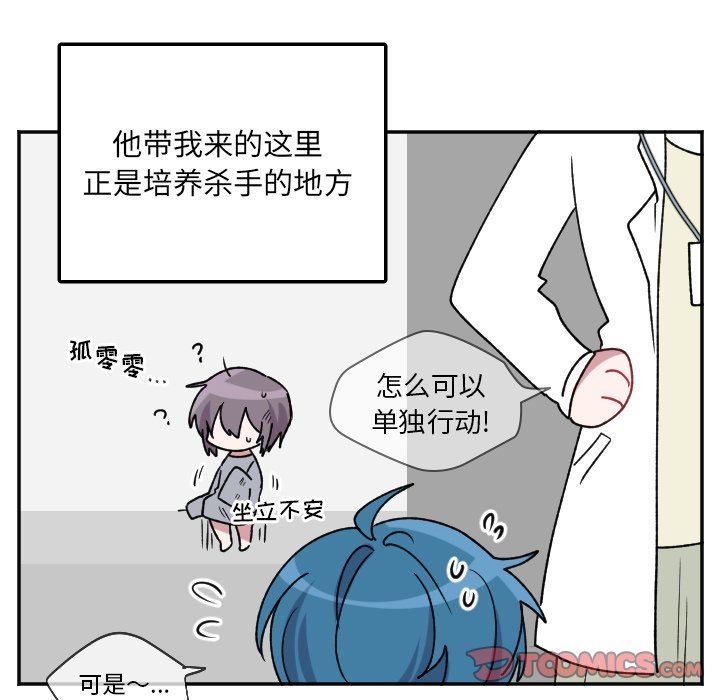 他带我来的这里
正是培养杀手的地方
孤零零...
?
?
怎么可以
单独行动!
坐立不安
可是～...
TOOMICS.com